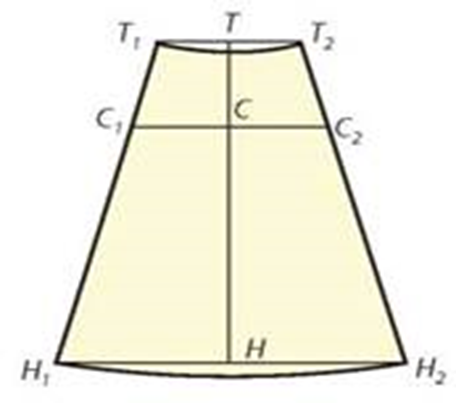 T₁ T T₂
C₁ C C₂
H₁ H H₂